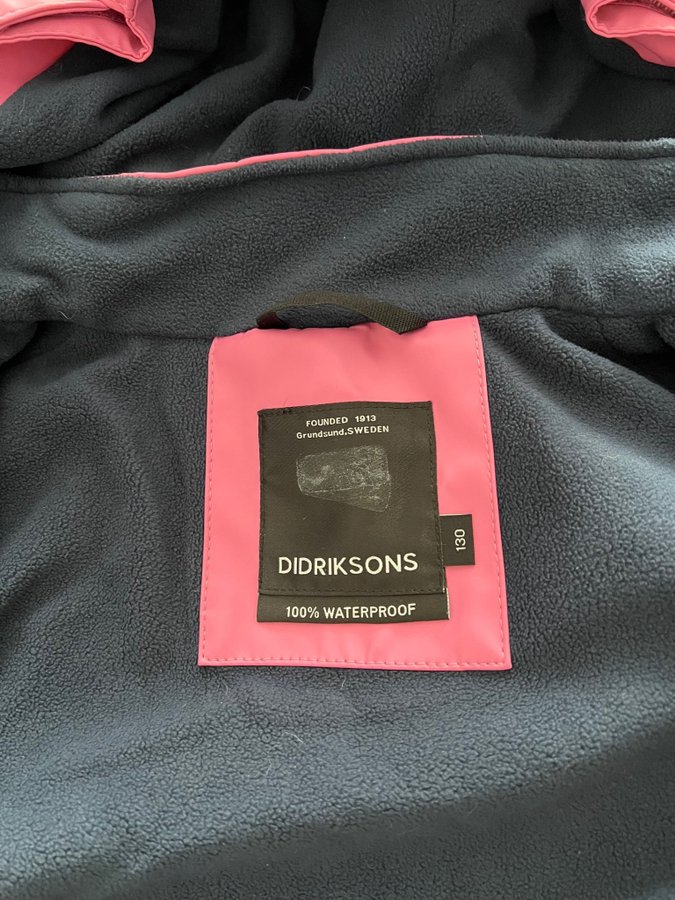 FOUNDED 1913
Grundsund.SWEDEN
DIDRIKSONS
130
100% WATERPROOF